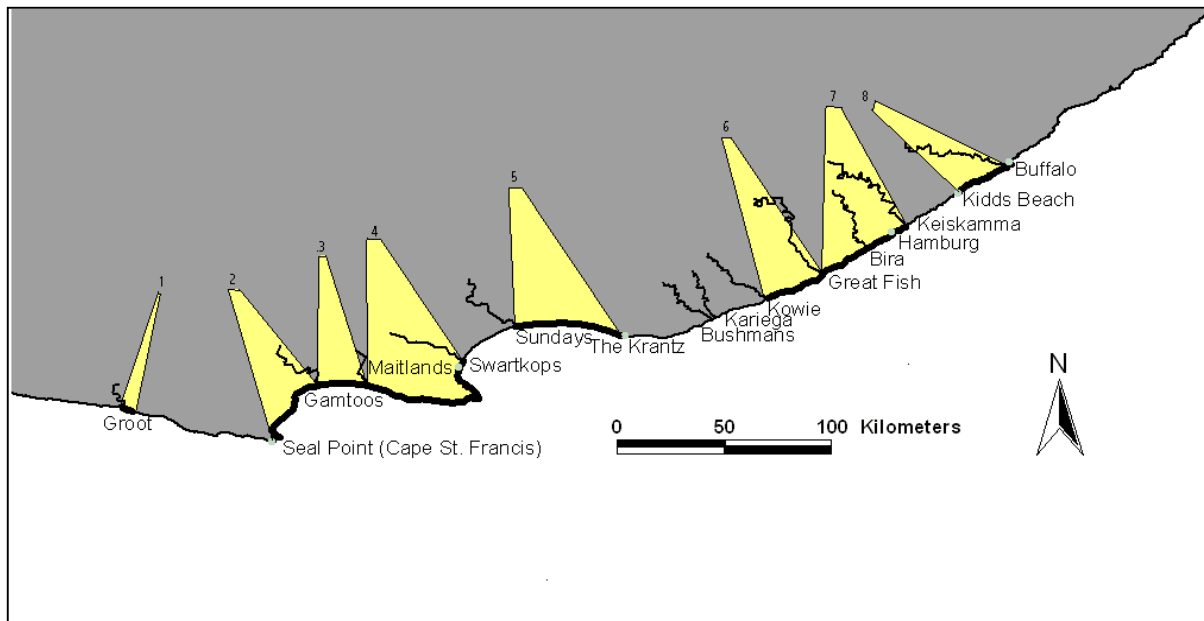 1
2
3
4
5
6
7
8
Groot
Seal Point (Cape St. Francis)
Gamtoos
Maitlands
Swartkops
Sundays
The Krantz
Bushmans
Kariega
Kowie
Great Fish
Bira
Hamburg
Keiskamma
Kidds Beach
Buffalo
N
0 50 100 Kilometers